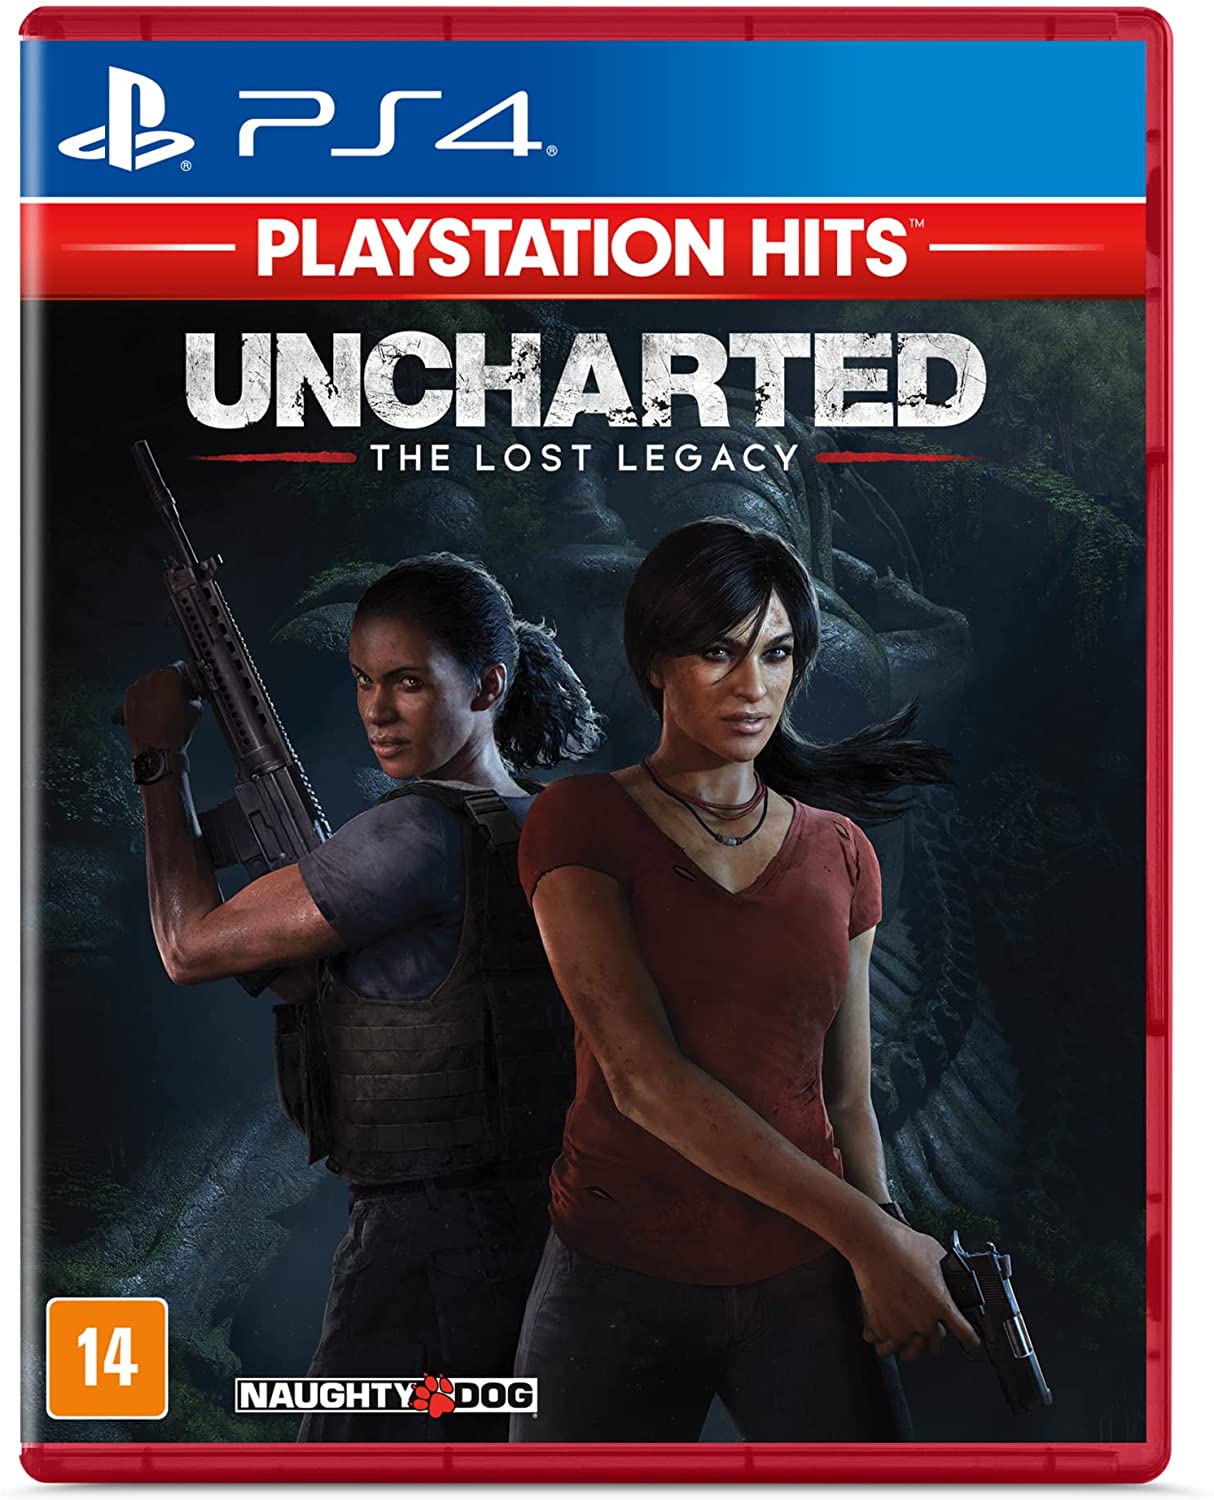 PS4®
PLAYSTATION HITS™
UNCHARTED
THE LOST LEGACY
14
NAUGHTY DOG